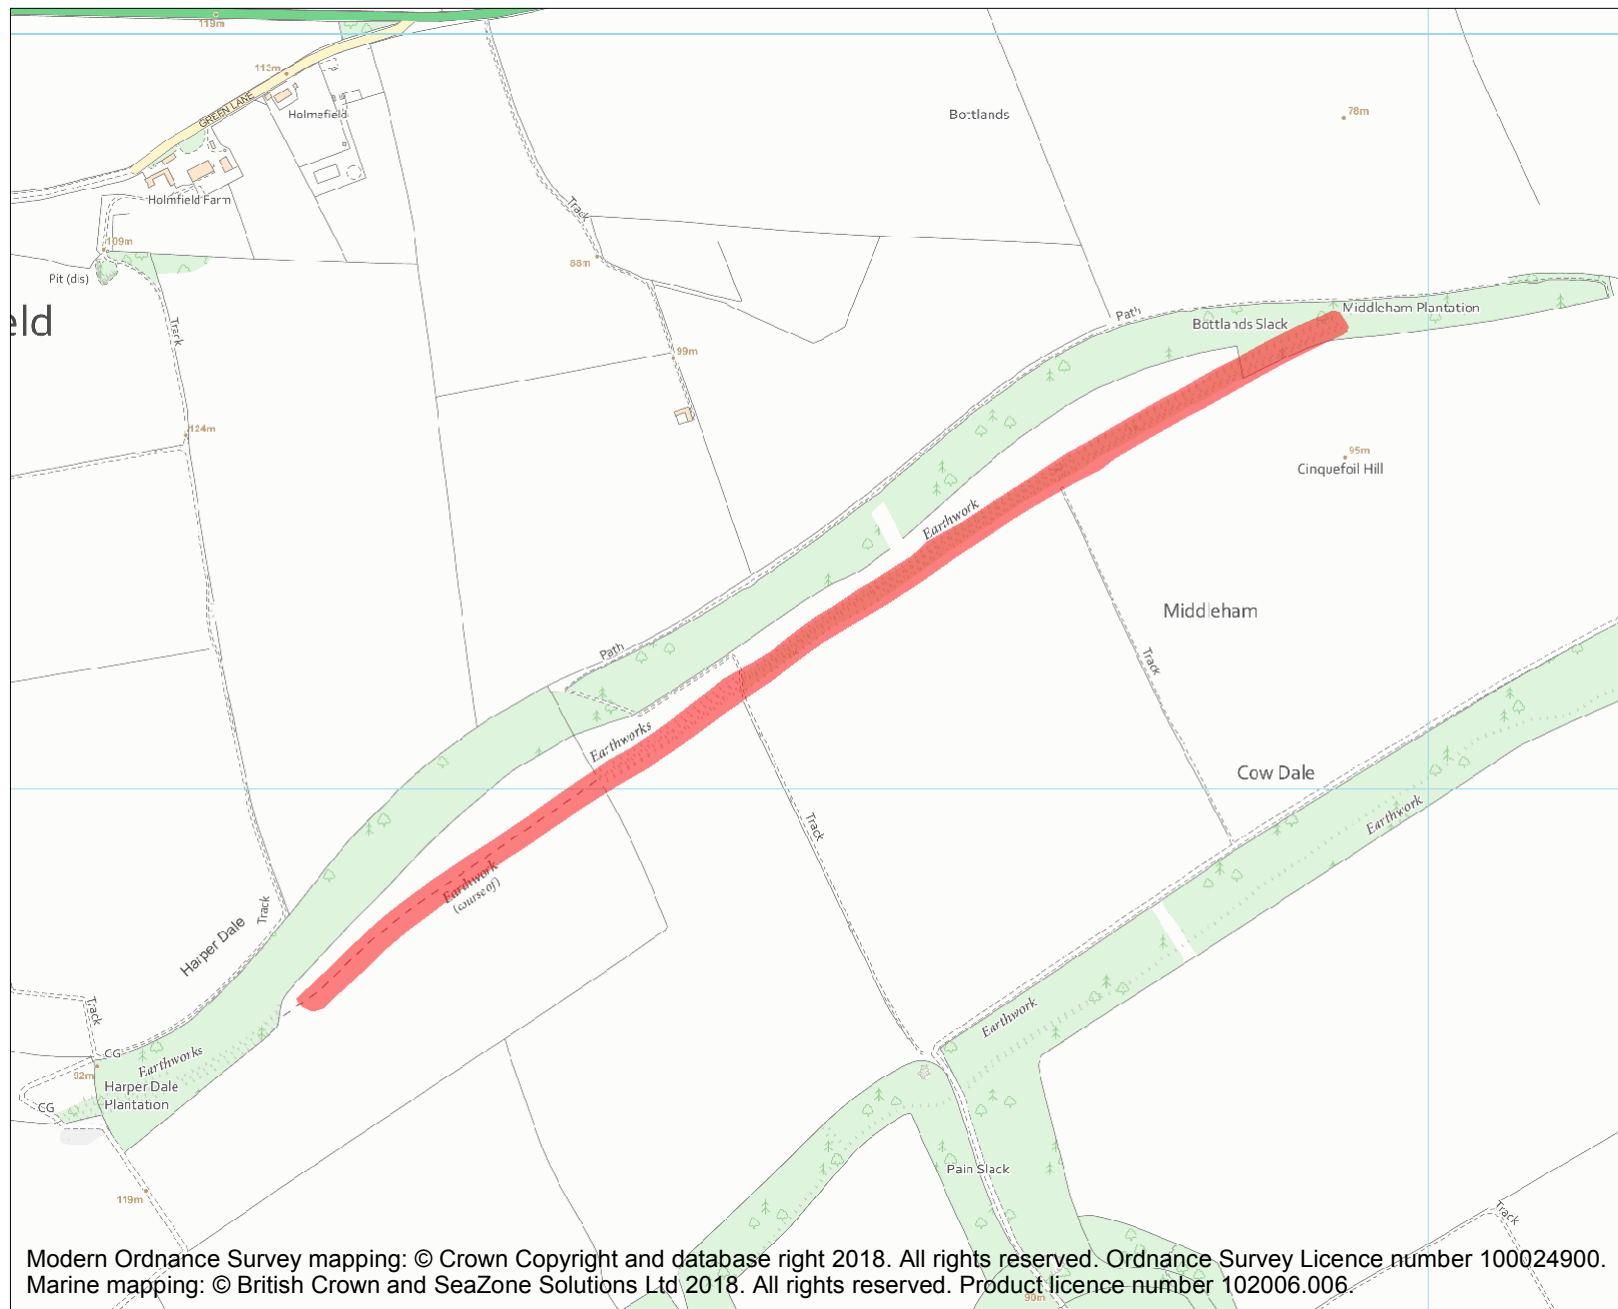 119m
113m
GREEN LANE
Holmefield
Bottlands
78m
Holmfield Farm
Track
109m
88m
Pit (dis)
eld
Track
Path
Middleham Plantation
Bottlands Slack
99m
124m
95m
Cinquefoil Hill
Earthwork
Middleham
Path
Track
Earthworks
Cow Dale
Earthwork
Track
Earthwork
(course of)
Track
Harper Dale
Track
Earthwork
CG
Earthworks
92m
Harper Dale
Plantation
CG
Pain Slack
119m
Track
Modern Ordnance Survey mapping: © Crown Copyright and database right 2018. All rights reserved. Ordnance Survey Licence number 100024900.
Marine mapping: © British Crown and SeaZone Solutions Ltd 2018. All rights reserved. Product licence number 102006.006.
90m